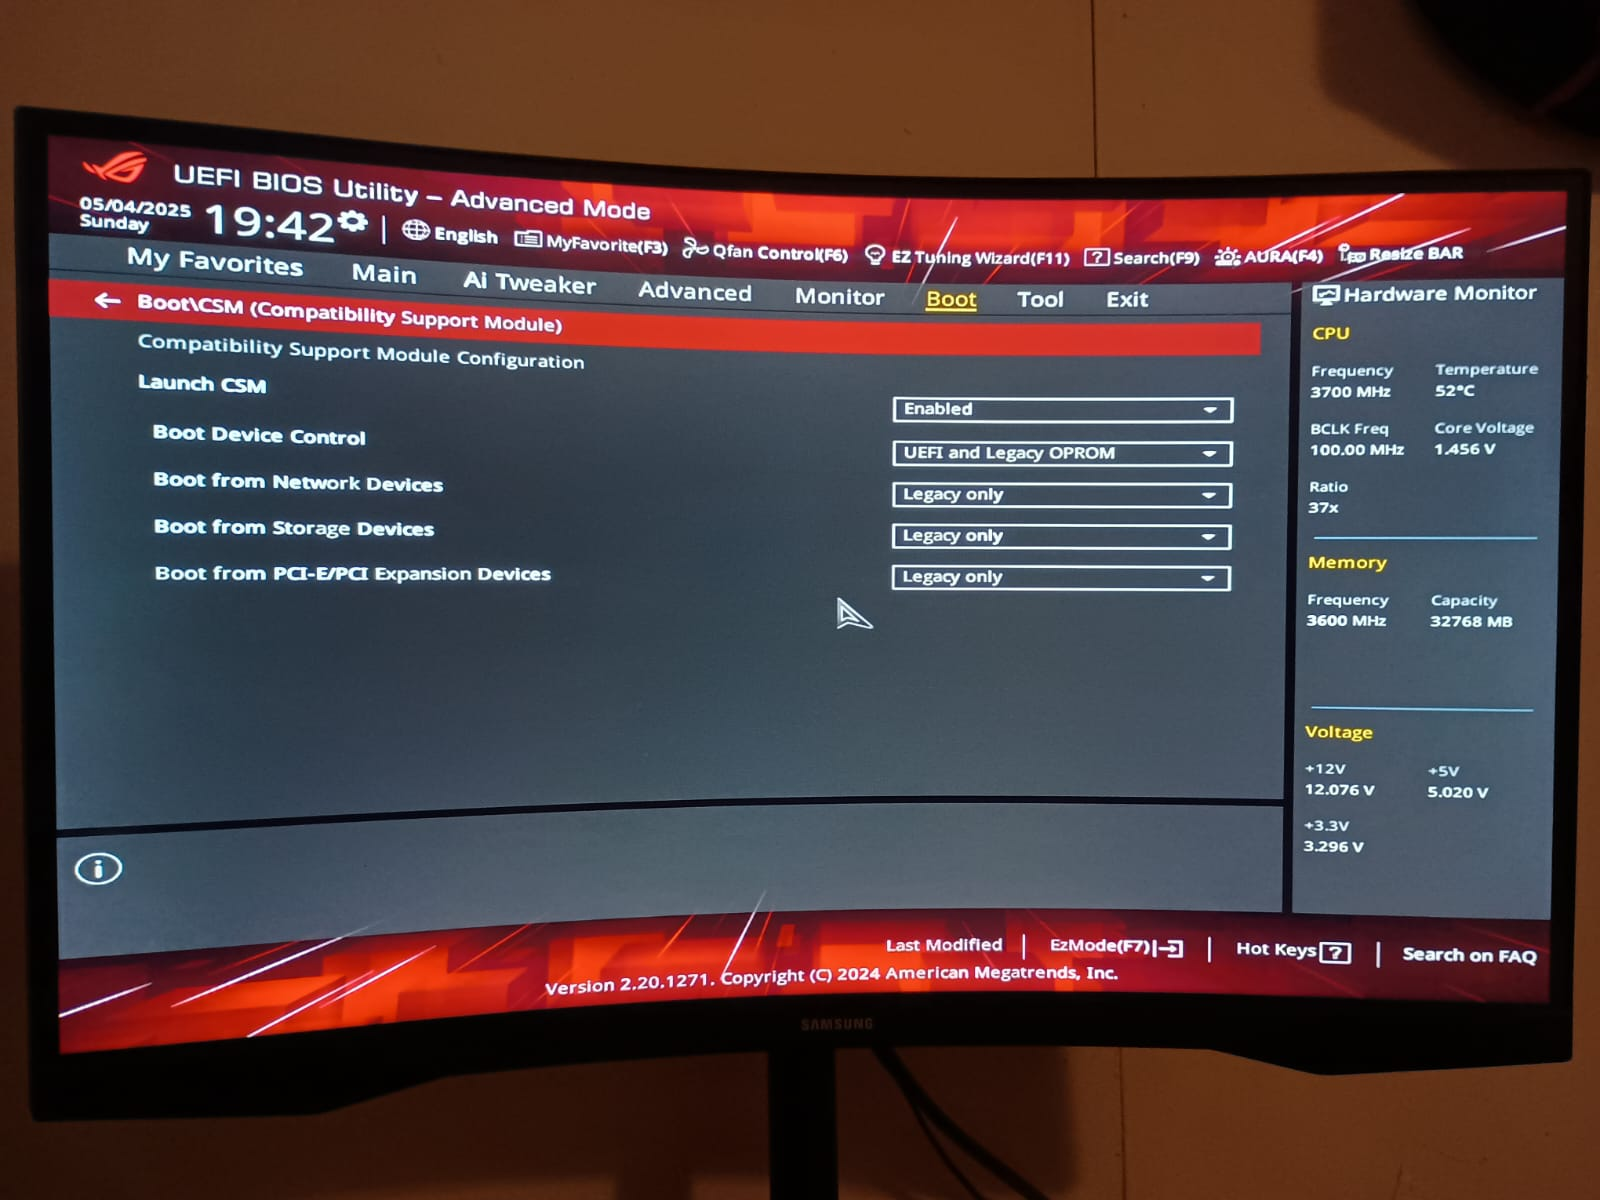 UEFI BIOS Utility – Advanced Mode
05/04/2025
Sunday
19:42
English
MyFavorite(F3)
Qfan Control(F6)
EZ Tuning Wizard(F11)
Search(F9)
AURA(F4)
Resize BAR
My Favorites
Main
Ai Tweaker
Advanced
Monitor
Boot
Tool
Exit
Boot\CSM (Compatibility Support Module)
Compatibility Support Module Configuration
Launch CSM
Enabled
Boot Device Control
UEFI and Legacy OPROM
Boot from Network Devices
Legacy only
Boot from Storage Devices
Legacy only
Boot from PCI-E/PCI Expansion Devices
Legacy only
Hardware Monitor
CPU
Frequency Temperature
3700 MHz 52°C
BCLK Freq Core Voltage
100.00 MHz 1.456 V
Ratio
37x
Memory
Frequency Capacity
3600 MHz 32768 MB
Voltage
+12V +5V
12.076 V 5.020 V
+3.3V
3.296 V
Last Modified
EzMode(F7)
Hot Keys ?
Search on FAQ
Version 2.20.1271. Copyright (C) 2024 American Megatrends, Inc.
SAMSUNG